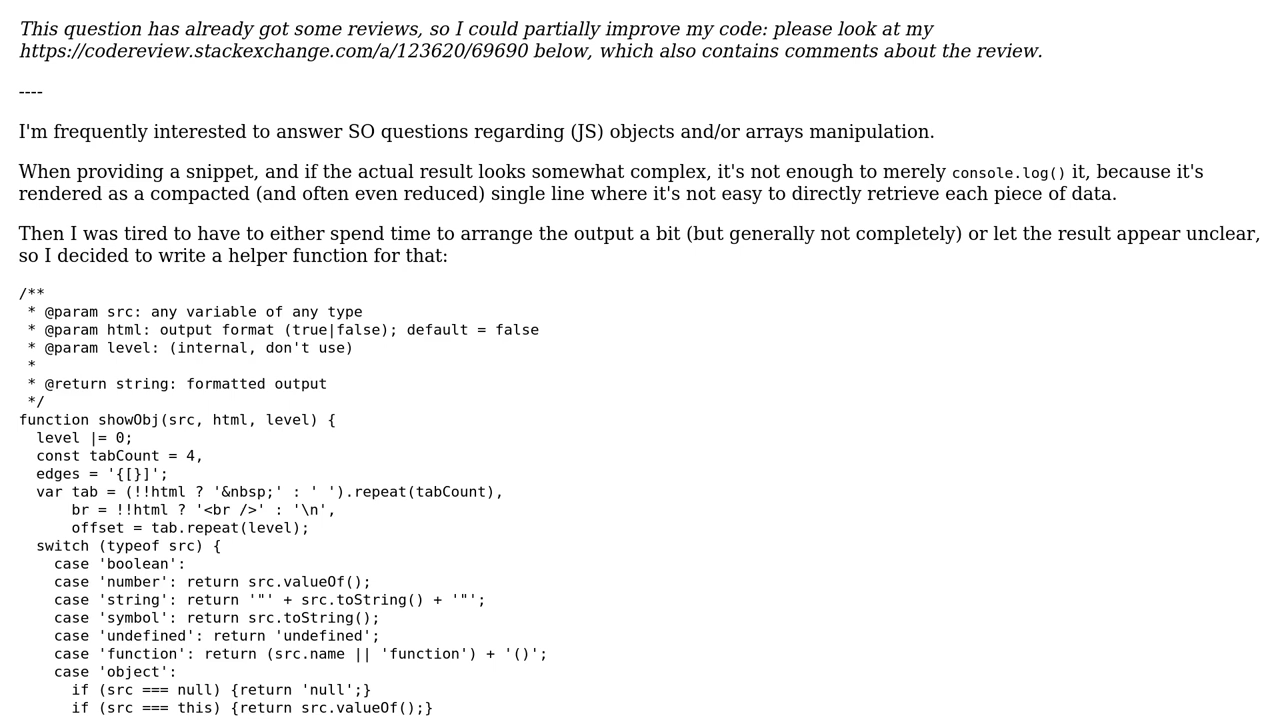 This question has already got some reviews, so I could partially improve my code: please look at my
https://codereview.stackexchange.com/a/123620/69690 below, which also contains comments about the review.
----
I'm frequently interested to answer SO questions regarding (JS) objects and/or arrays manipulation.
When providing a snippet, and if the actual result looks somewhat complex, it's not enough to merely console.log() it, because it's
rendered as a compacted (and often even reduced) single line where it's not easy to directly retrieve each piece of data.
Then I was tired to have to either spend time to arrange the output a bit (but generally not completely) or let the result appear unclear,
so I decided to write a helper function for that:
/**
 * @param src: any variable of any type
 * @param html: output format (true|false); default = false
 * @param level: (internal, don't use)
 *
 * @return string: formatted output
 */
function showObj(src, html, level) {
  level |= 0;
  const tabCount = 4,
  edges = '{[}]';
  var tab = (!!html ? '&nbsp;' : ' ').repeat(tabCount),
      br = !!html ? '<br />' : '\n',
      offset = tab.repeat(level);
  switch (typeof src) {
    case 'boolean':
    case 'number': return src.valueOf();
    case 'string': return '"' + src.toString() + '"';
    case 'symbol': return src.toString();
    case 'undefined': return 'undefined';
    case 'function': return (src.name || 'function') + '()';
    case 'object':
      if (src === null) {return 'null';}
      if (src === this) {return src.valueOf();}